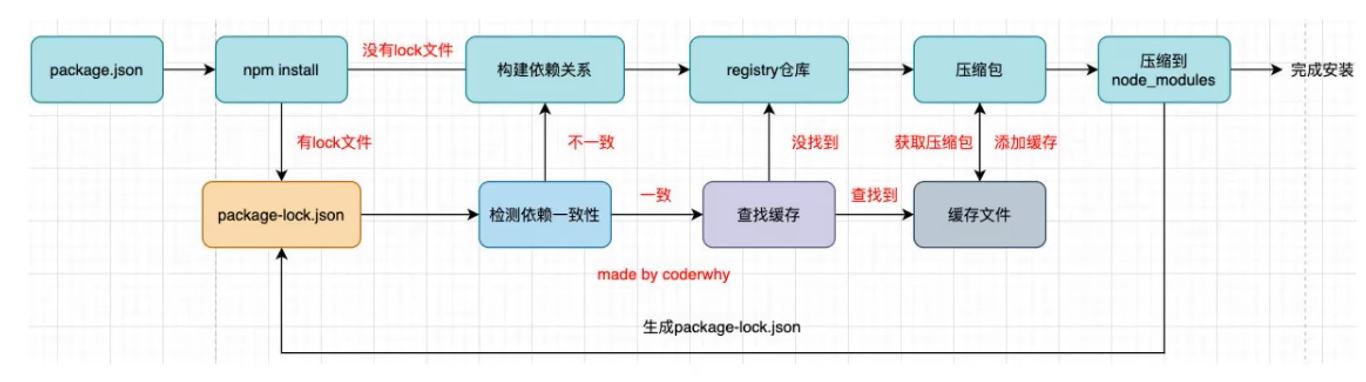 package.json
npm install
没有lock文件
构建依赖关系
registry仓库
压缩包
压缩到
node_modules
完成安装
有lock文件
不一致
没找到
获取压缩包
添加缓存
package-lock.json
检测依赖一致性
一致
查找缓存
查找到
缓存文件
made by coderwhy
生成package-lock.json